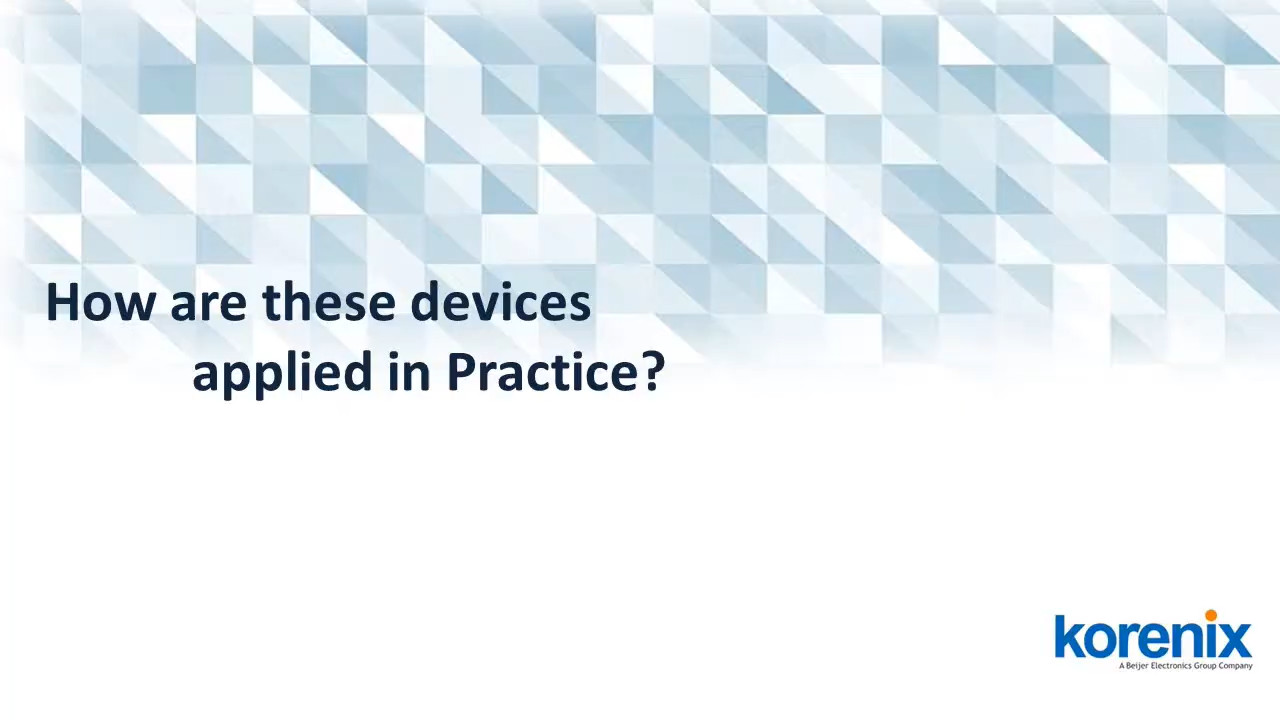 How are these devices
applied in Practice?
korenix
A Beijer Electronics Group Company